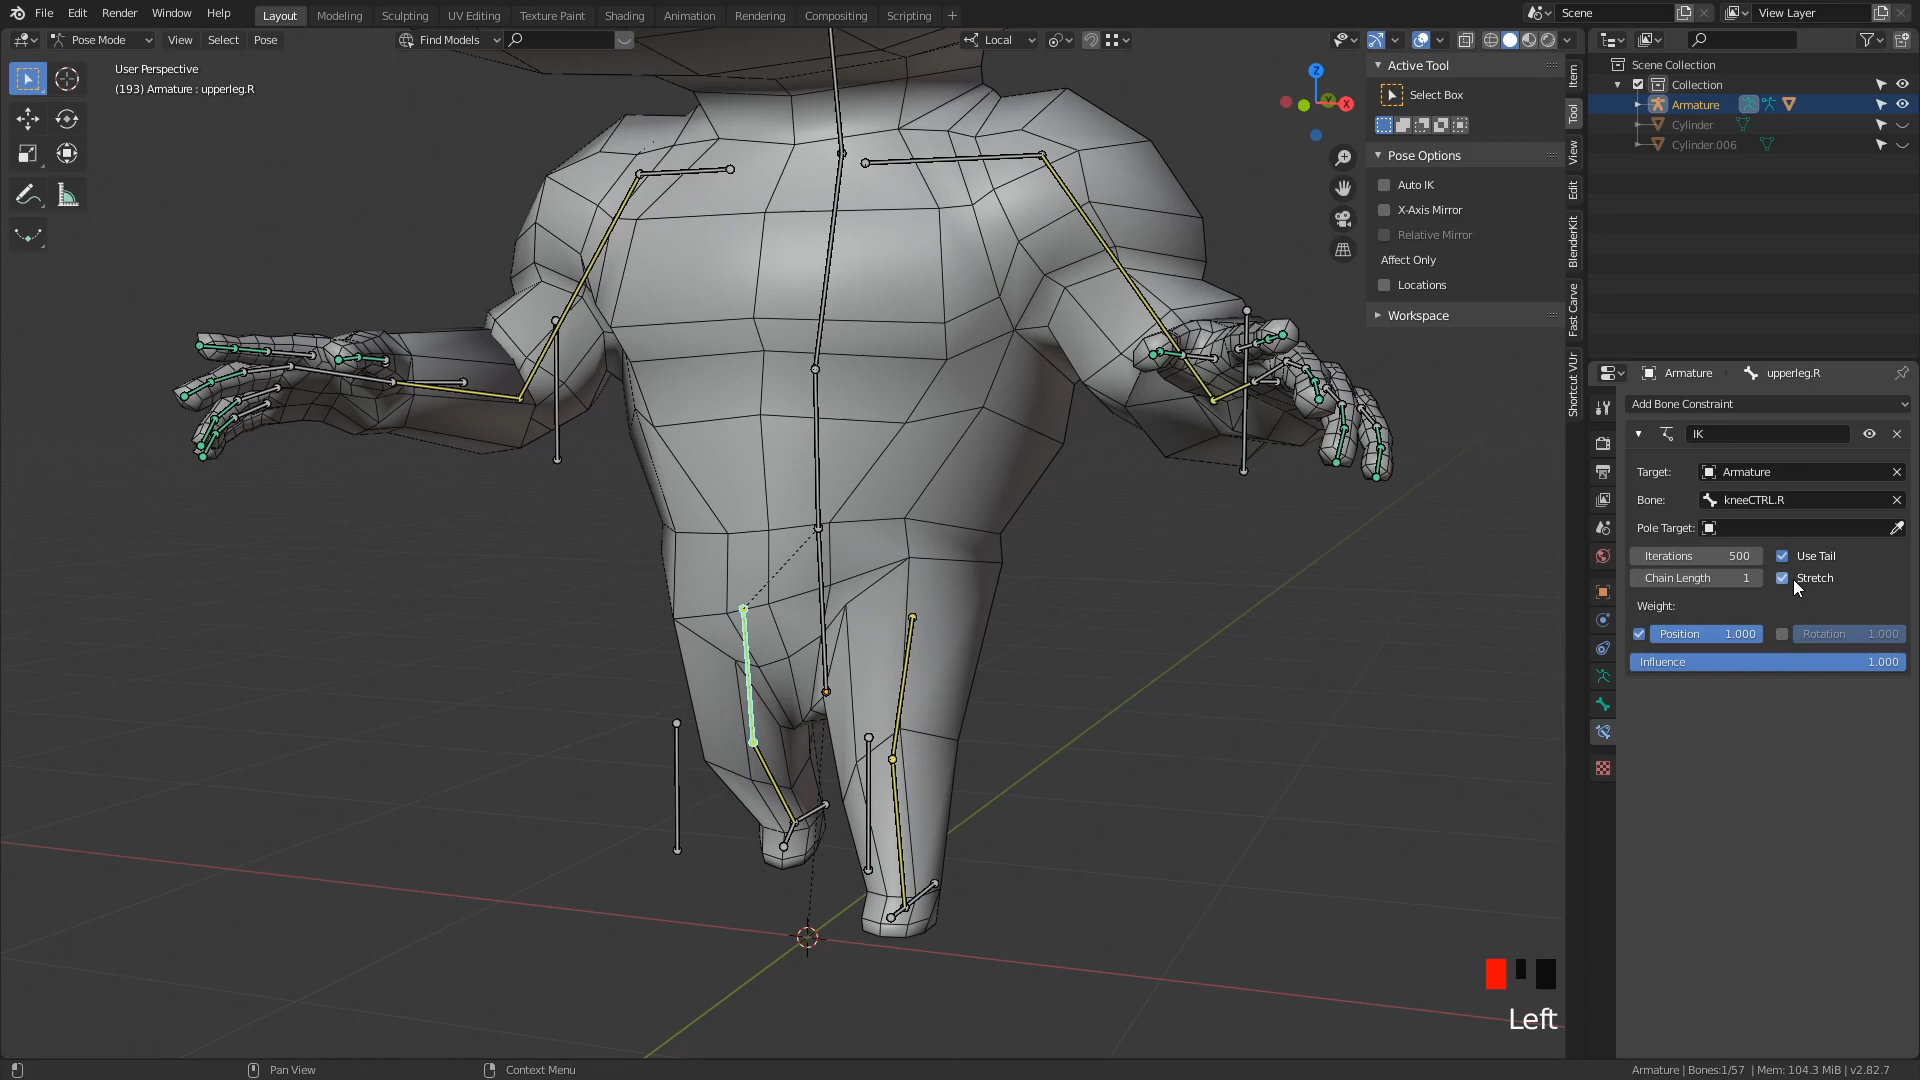 File Edit Render Window Help Layout Modeling Sculpting UV Editing Texture Paint Shading Animation Rendering Compositing Scripting + Scene View Layer
Pose Mode View Select Pose Find Models Local
User Perspective
(193) Armature : upperleg.R
Z
Y
X
Active Tool
Select Box
Pose Options
Auto IK
X-Axis Mirror
Relative Mirror
Affect Only
Locations
Workspace
Item
Tool
View
Edit
BlenderKit
Fast Carve
Shortcut VUr
Scene Collection
Collection
Armature
Cylinder
Cylinder.006
Armature upperleg.R
Add Bone Constraint
IK
Target: Armature
Bone: kneeCTRL.R
Pole Target:
Iterations 500 Use Tail
Chain Length 1 Stretch
Weight:
Position 1.000 Rotation 1.000
Influence 1.000
Left
Pan View Context Menu Armature | Bones:1/57 | Mem: 104.3 MiB | v2.82.7